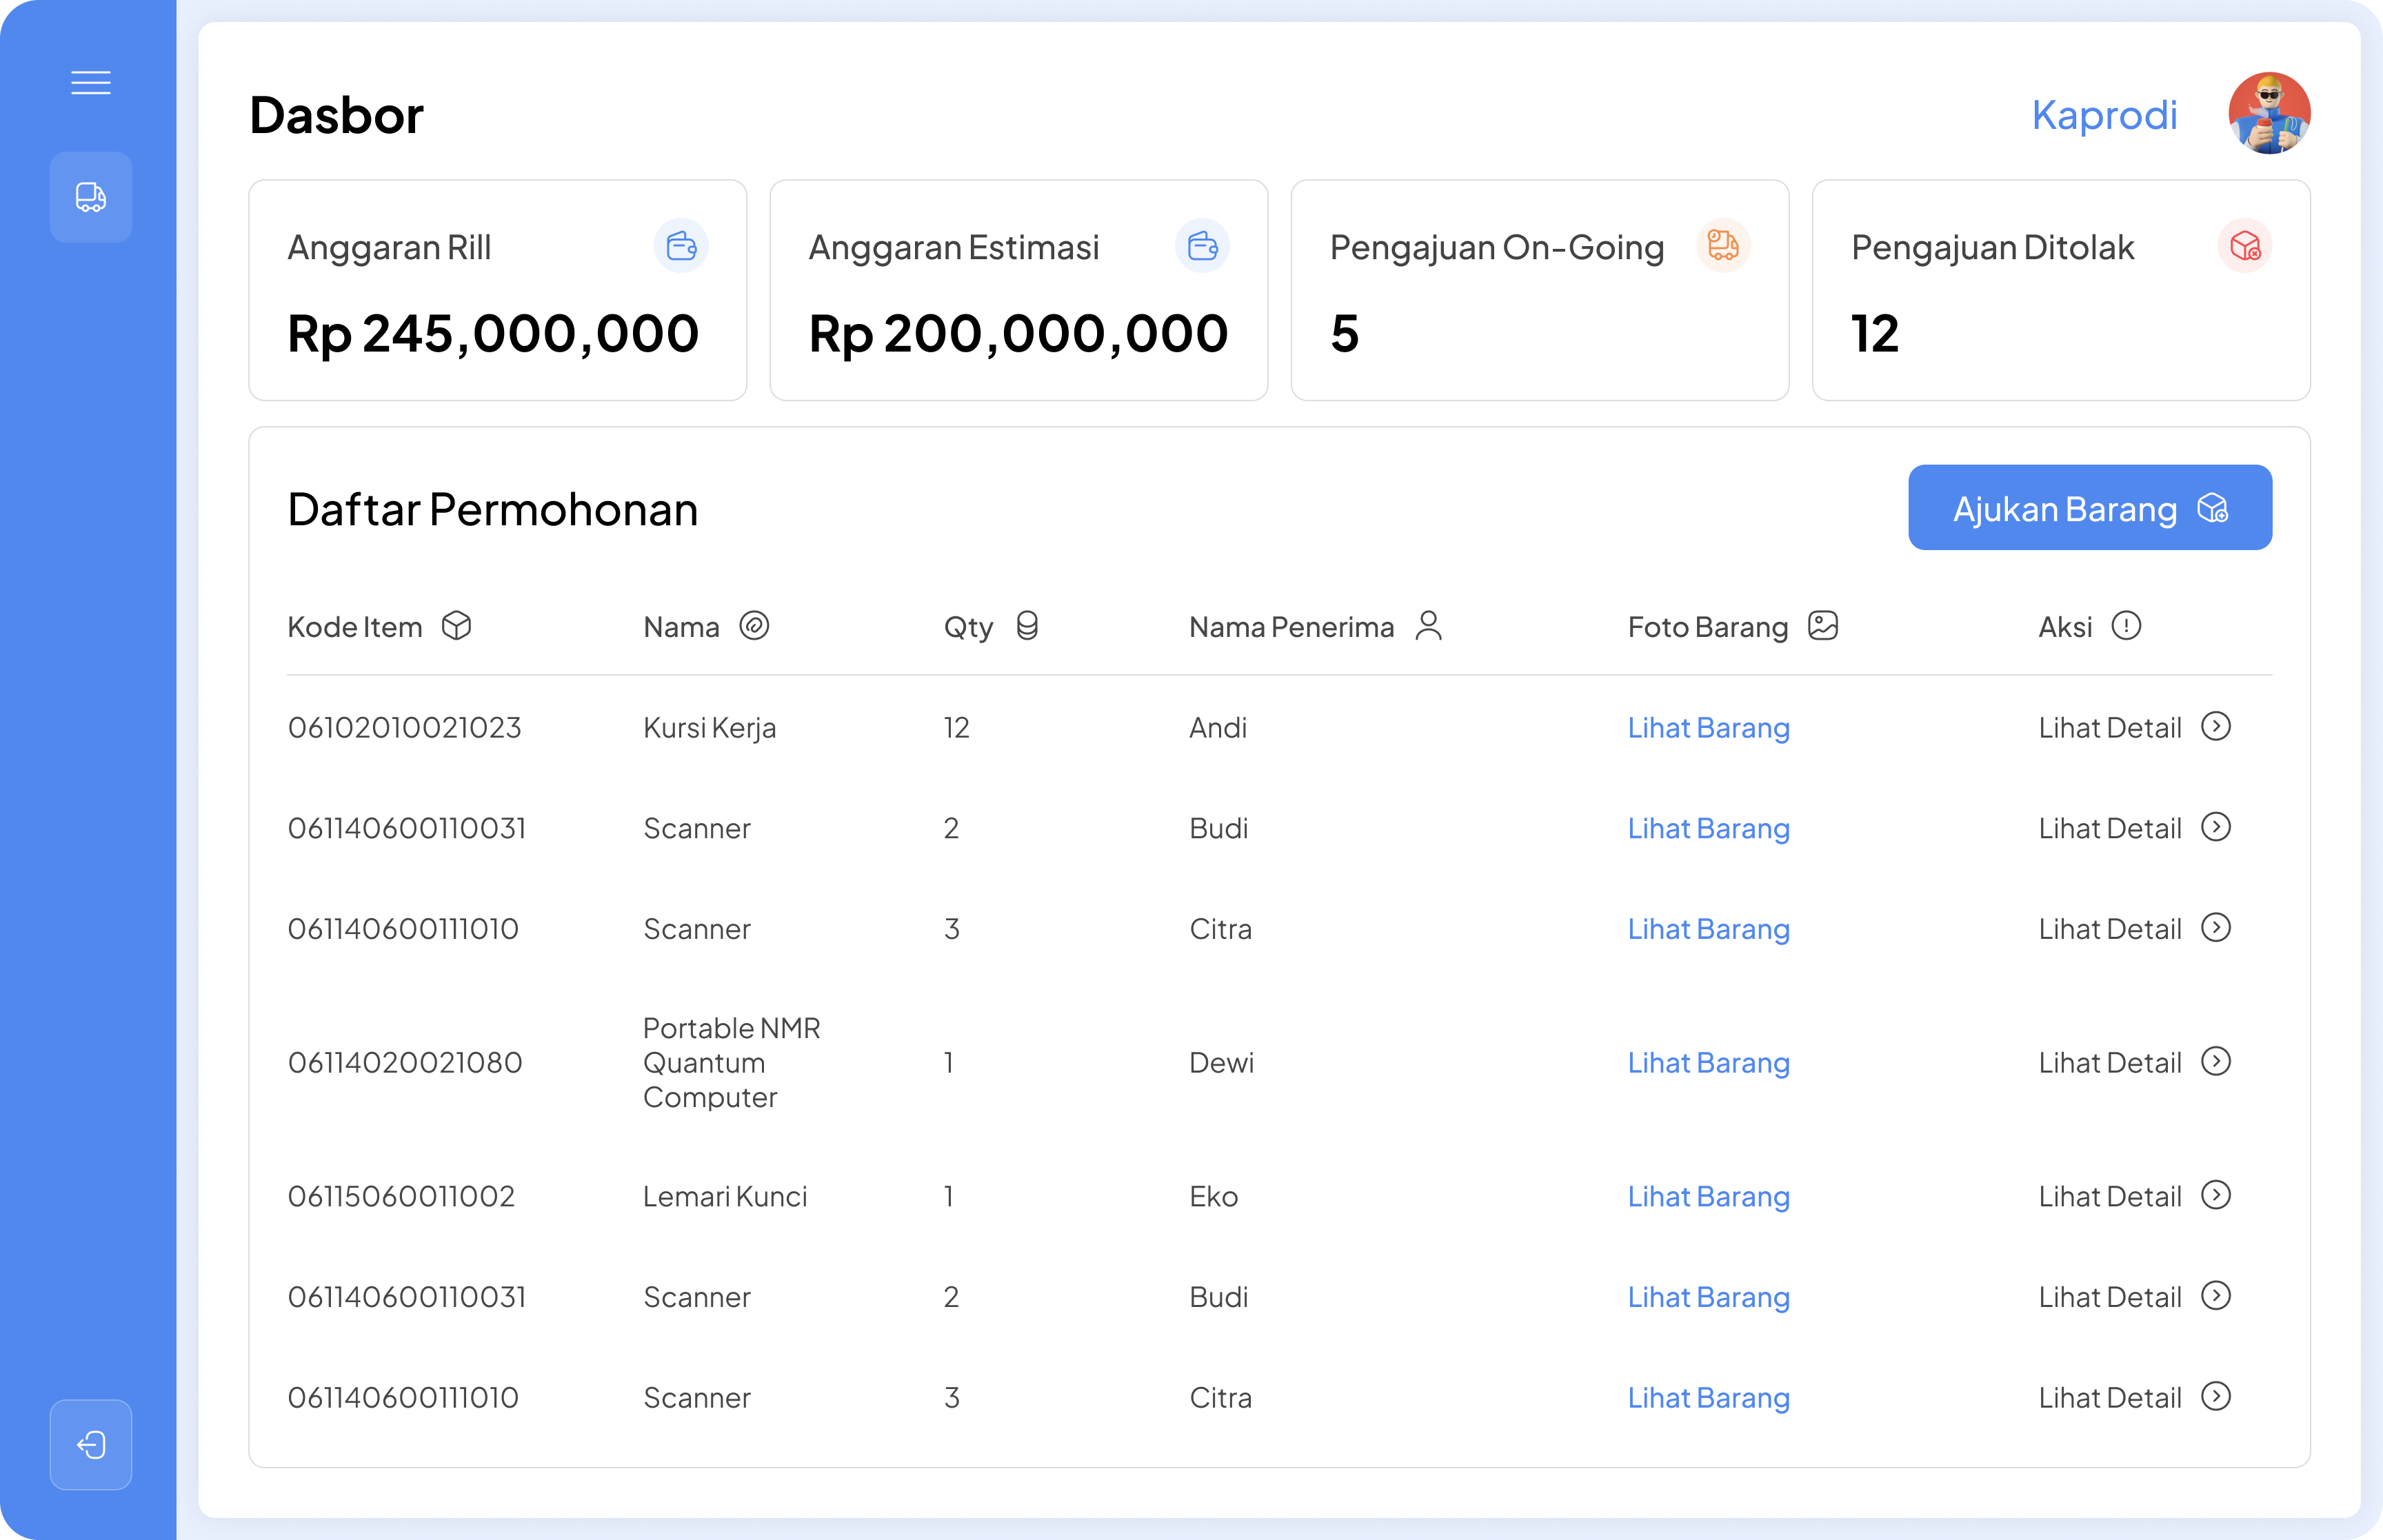 Dasbor
Kaprodi
Anggaran Rill
Anggaran Estimasi
Pengajuan On-Going
Pengajuan Ditolak
Rp 245,000,000
Rp 200,000,000
5
12
Daftar Permohonan
Ajukan Barang
Kode Item Nama Qty Nama Penerima Foto Barang Aksi
06102010021023 Kursi Kerja 12 Andi Lihat Barang Lihat Detail
061140600110031 Scanner 2 Budi Lihat Barang Lihat Detail
061140600111010 Scanner 3 Citra Lihat Barang Lihat Detail
Portable NMR
06114020021080 Quantum 1 Dewi Lihat Barang Lihat Detail
Computer
06115060011002 Lemari Kunci 1 Eko Lihat Barang Lihat Detail
061140600110031 Scanner 2 Budi Lihat Barang Lihat Detail
061140600111010 Scanner 3 Citra Lihat Barang Lihat Detail